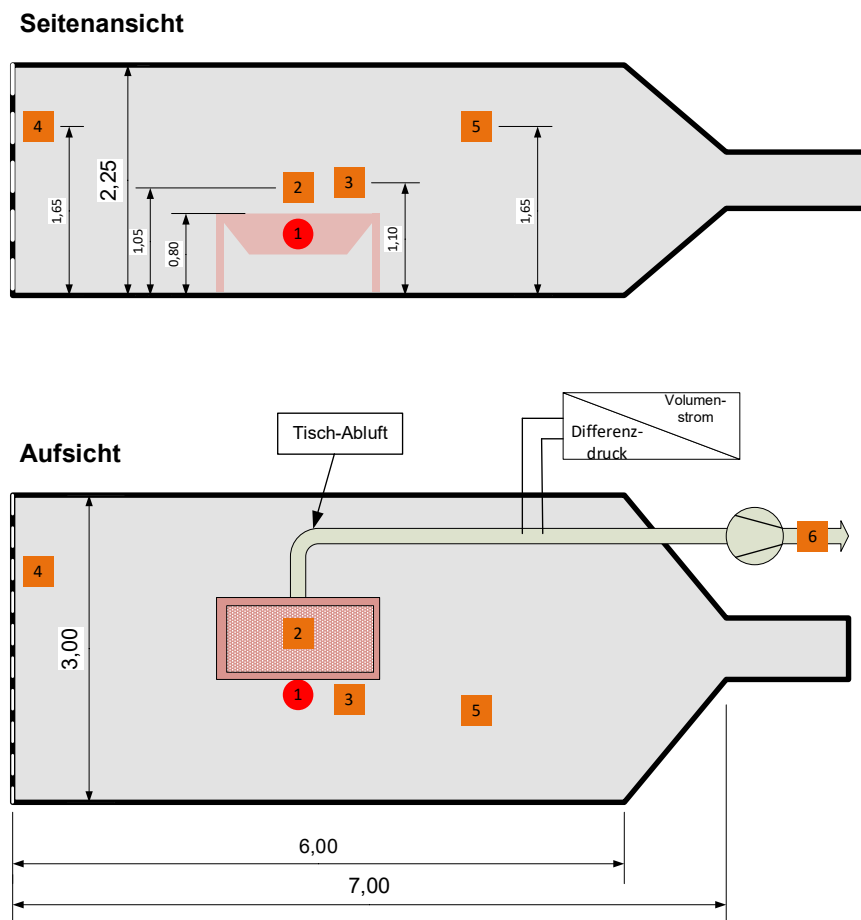 Seitenansicht
4
5
2
3
1
1,65
2,25
1,05
0,80
1,10
1,65
Tisch-Abluft
Volumen-
strom
Differenz-
druck
Aufsicht
6
4
2
1
3
5
3,00
6,00
7,00